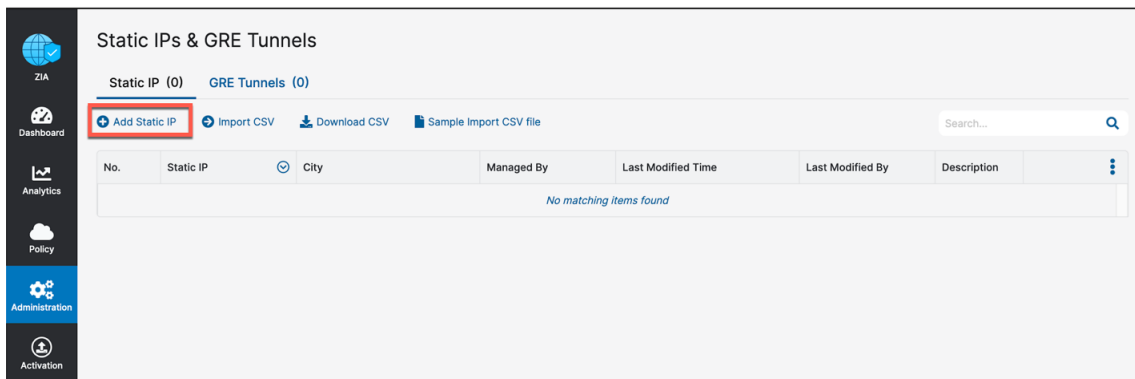 Static IPs & GRE Tunnels
ZIA
Static IP (0) GRE Tunnels (0)
Add Static IP Import CSV Download CSV Sample Import CSV file Search...
Dashboard
No. Static IP City Managed By Last Modified Time Last Modified By Description
Analytics
No matching items found
Policy
Administration
Activation